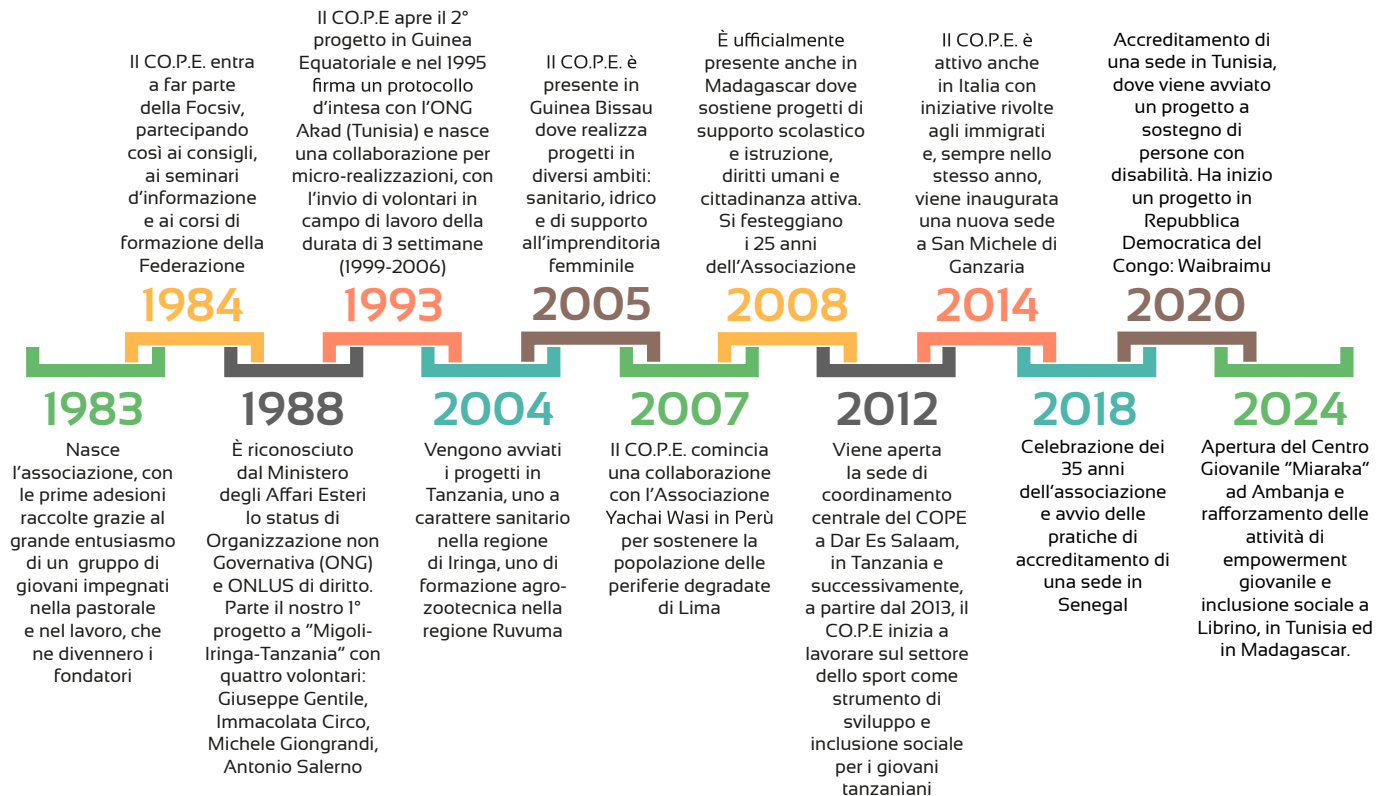 1983
Nasce
l'associazione, con
le prime adesioni
raccolte grazie al
grande entusiasmo
di un gruppo di
giovani impegnati
nella pastorale
e nel lavoro, che
ne divennero i
fondatori
Il CO.P.E. entra
a far parte
della Focsiv,
partecipando
così ai consigli,
ai seminari
d'informazione
e ai corsi di
formazione della
Federazione
1984
1988
È riconosciuto
dal Ministero
degli Affari Esteri
lo status di
Organizzazione non
Governativa (ONG)
e ONLUS di diritto.
Parte il nostro 1°
progetto a "Migoli-
Iringa-Tanzania" con
quattro volontari:
Giuseppe Gentile,
Immacolata Circo,
Michele Giongrandi,
Antonio Salerno
Il CO.P.E apre il 2°
progetto in Guinea
Equatoriale e nel 1995
firma un protocollo
d'intesa con l'ONG
Akad (Tunisia) e nasce
una collaborazione per
micro-realizzazioni, con
l'invio di volontari in
campo di lavoro della
durata di 3 settimane
(1999-2006)
1993
2004
Vengono avviati
i progetti in
Tanzania, uno a
carattere sanitario
nella regione
di Iringa, uno di
formazione agro-
zootecnica nella
regione Ruvuma
Il CO.P.E. è
presente in
Guinea Bissau
dove realizza
progetti in
diversi ambiti:
sanitario, idrico
e di supporto
all'imprenditoria
femminile
2005
2007
Il CO.P.E. comincia
una collaborazione
con l'Associazione
Yachai Wasi in Perù
per sostenere la
popolazione delle
periferie degradate
di Lima
È ufficialmente
presente anche in
Madagascar dove
sostiene progetti di
supporto scolastico
e istruzione,
diritti umani e
cittadinanza attiva.
Si festeggiano
i 25 anni
dell'Associazione
2008
2012
Viene aperta
la sede di
coordinamento
centrale del COPE
a Dar Es Salaam,
in Tanzania e
successivamente,
a partire dal 2013, il
CO.P.E inizia a
lavorare sul settore
dello sport come
strumento di
sviluppo e
inclusione sociale
per i giovani
tanzaniani
Il CO.P.E. è
attivo anche
in Italia con
iniziative rivolte
agli immigrati
e, sempre nello
stesso anno,
viene inaugurata
una nuova sede
a San Michele di
Ganzaria
2014
2018
Celebrazione dei
35 anni
dell'associazione
e avvio delle
pratiche di
accreditamento di
una sede in
Senegal
Accreditamento di
una sede in Tunisia,
dove viene avviato
un progetto a
sostegno di
persone con
disabilità. Ha inizio
un progetto in
Repubblica
Democratica del
Congo: Waibraimu
2020
2024
Apertura del Centro
Giovanile "Miaraka"
ad Ambanja e
rafforzamento delle
attività di
empowerment
giovanile e
inclusione sociale a
Librino, in Tunisia ed
in Madagascar.